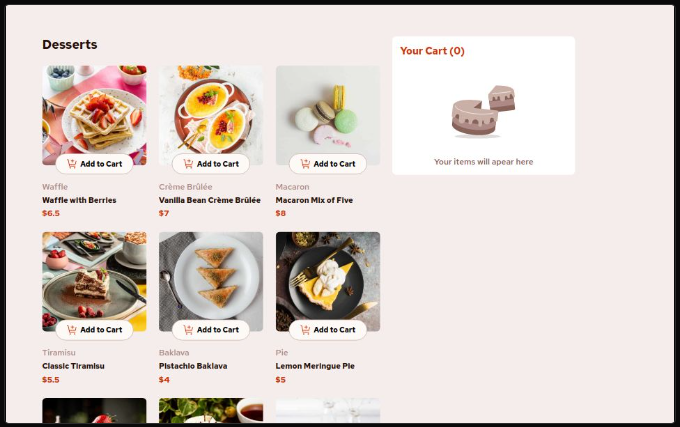 Desserts
Your Cart (0)
Your items will apear here
Add to Cart
Add to Cart
Add to Cart
Waffle
Crème Brûlée
Macaron
Waffle with Berries
Vanilla Bean Crème Brûlée
Macaron Mix of Five
$6.5
$7
$8
Add to Cart
Add to Cart
Add to Cart
Tiramisu
Baklava
Pie
Classic Tiramisu
Pistachio Baklava
Lemon Meringue Pie
$5.5
$4
$5